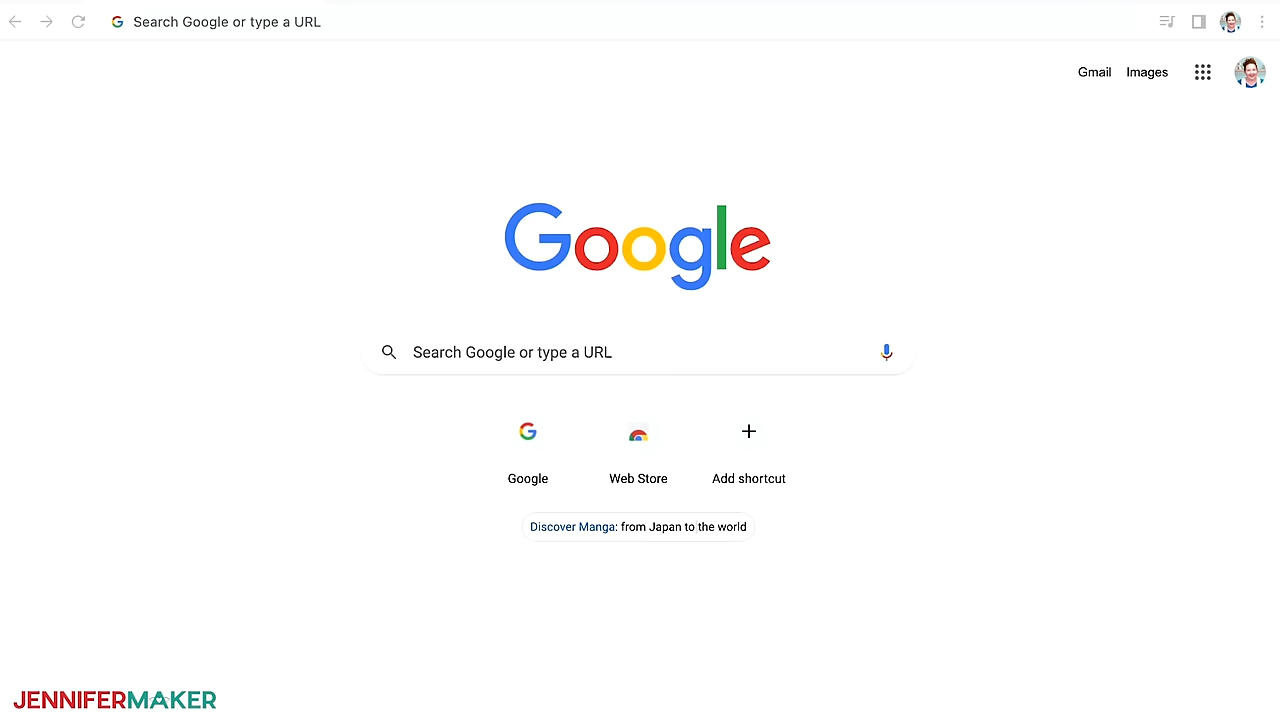 Search Google or type a URL
Gmail Images
Google
Search Google or type a URL
Google Web Store Add shortcut
Discover Manga: from Japan to the world
JENNIFERMAKER